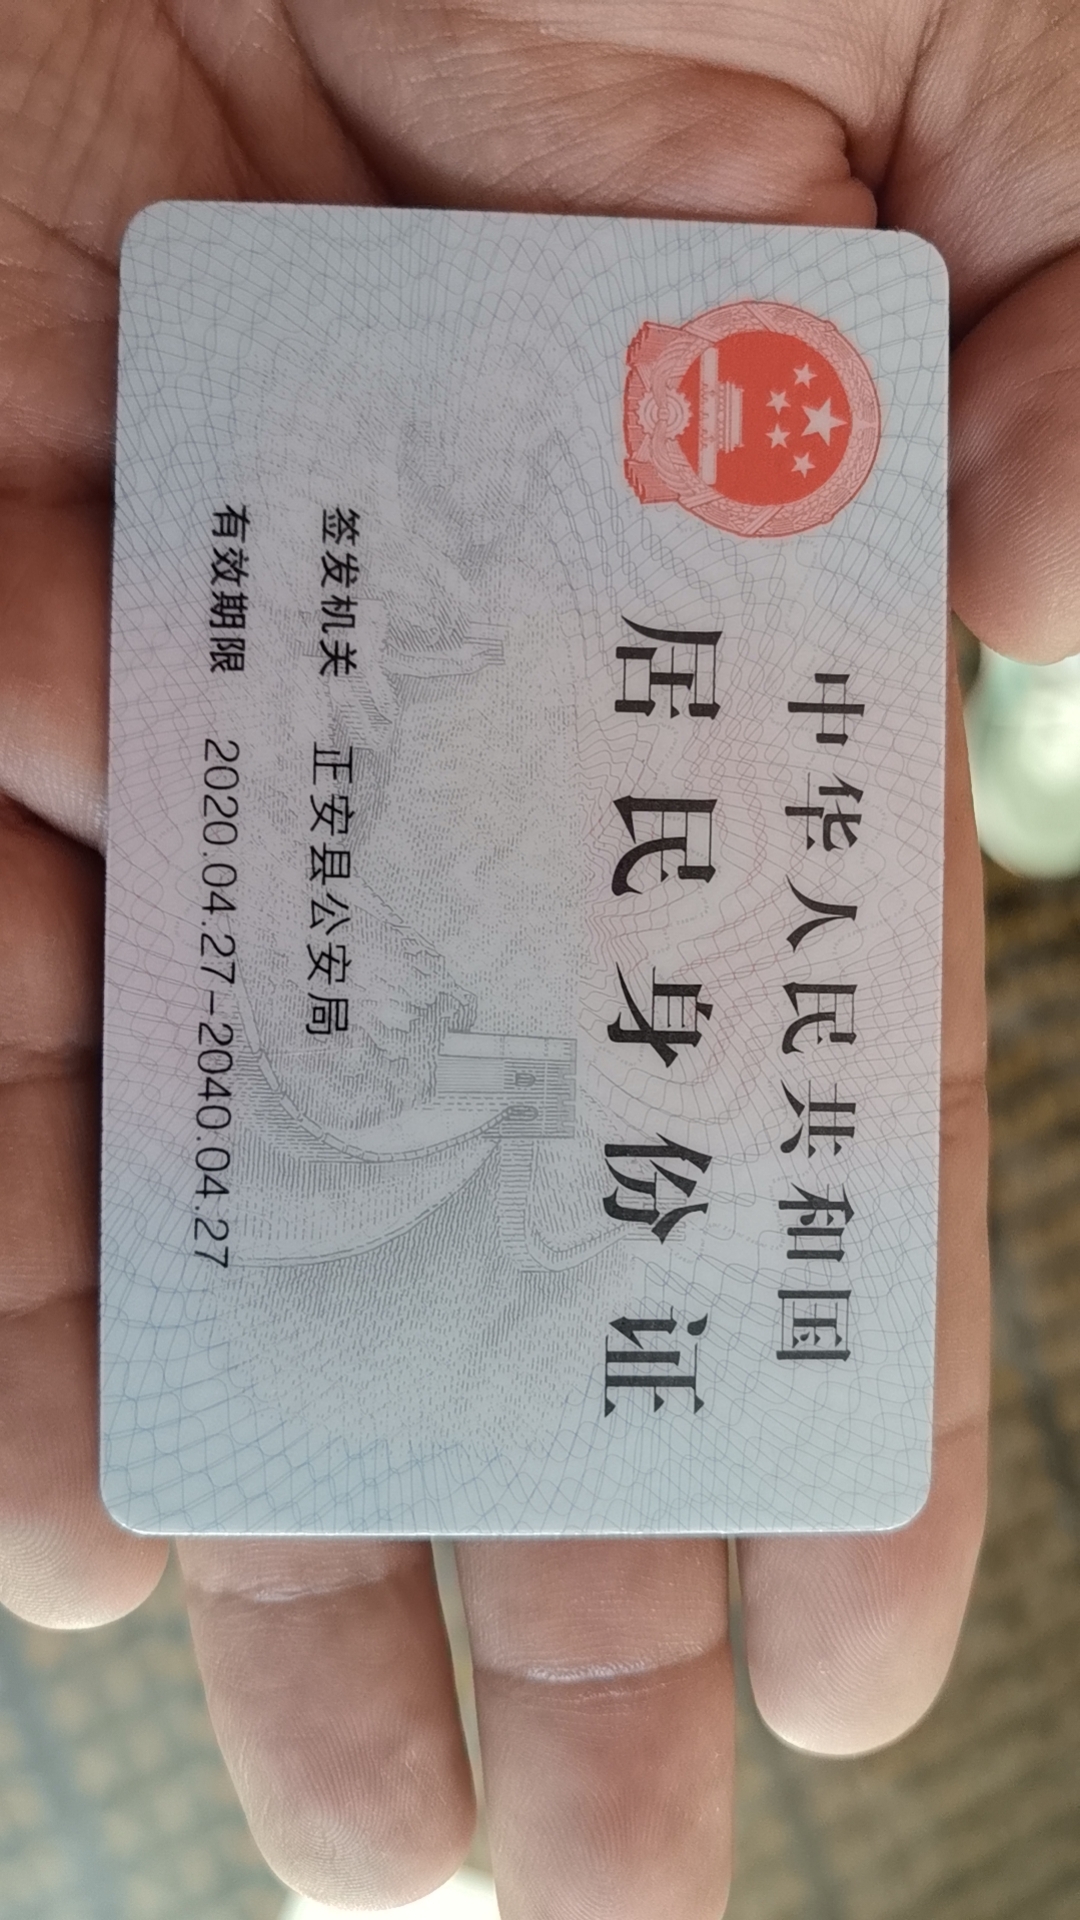 中华人民共和国
居民身份证
签发机关 正安县公安局
有效期限 2020.04.27-2040.04.27